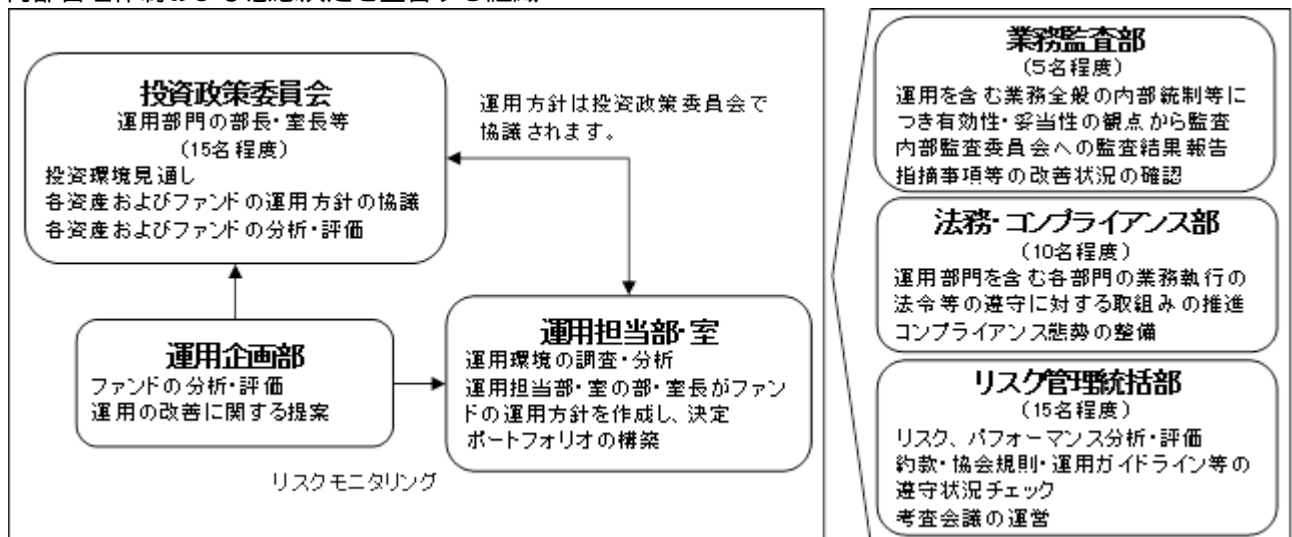 投資政策委員会
運用部門の部長・室長等
(15名程度)
投資環境見通し
各資産およびファンドの運用方針の協議
各資産およびファンドの分析・評価
運用方針は投資政策委員会で
協議されます。
運用企画部
ファンドの分析・評価
運用の改善に関する提案
運用担当部・室
運用環境の調査・分析
運用担当部・室の部・室長がファン
ドの運用方針を作成し、決定
ポートフォリオの構築
リスクモニタリング
業務監査部
(5名程度)
運用を含む業務全般の内部統制等に
つき有効性・妥当性の観点から監査
内部監査委員会への監査結果報告
指摘事項等の改善状況の確認
法務・コンプライアンス部
(10名程度)
運用部門を含む各部門の業務執行の
法令等の遵守に対する取組みの推進
コンプライアンス態勢の整備
リスク管理統括部
(15名程度)
リスク、パフォーマンス分析・評価
約款・協会規則・運用ガイドライン等の
遵守状況チェック
考査会議の運営